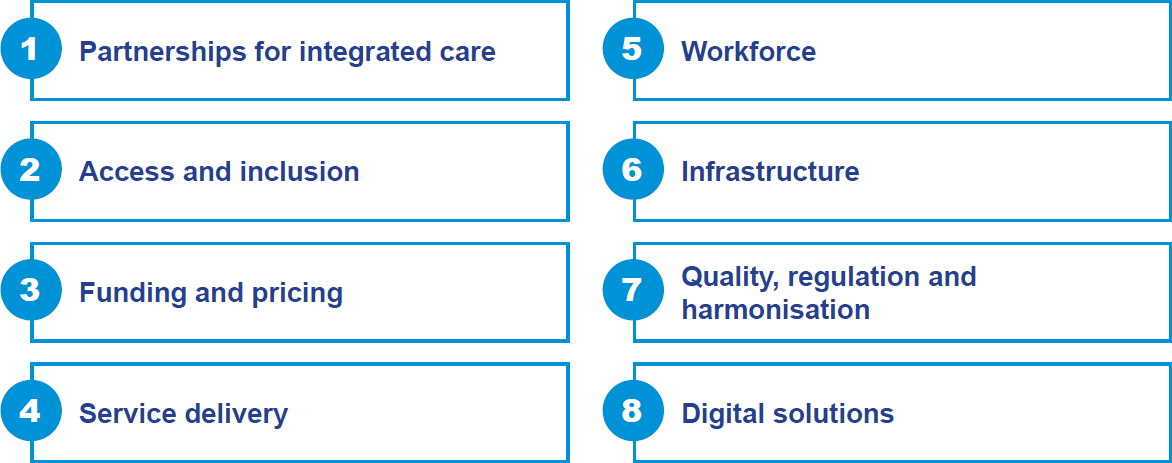 1
Partnerships for integrated care
2
Access and inclusion
3
Funding and pricing
4
Service delivery
5
Workforce
6
Infrastructure
7
Quality, regulation and
harmonisation
8
Digital solutions